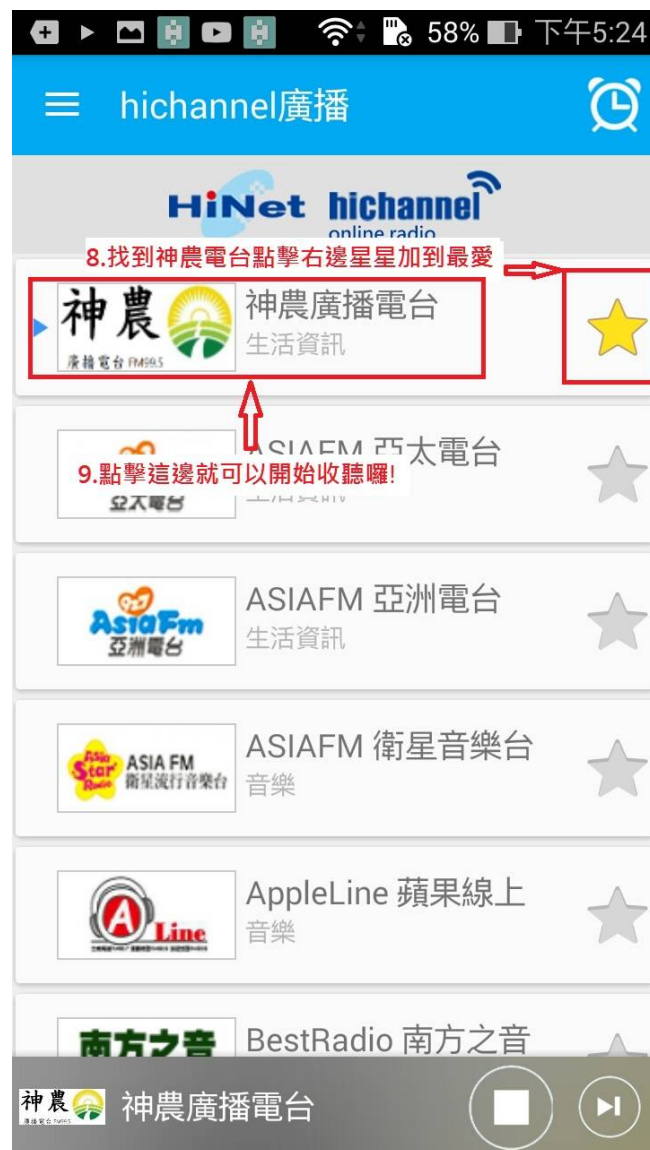 58% 下午5:24
hichannel廣播
HiNet hichannel
online radio
8.找到神農電台點擊右邊星星加到最愛
神農
廣播電台 FM99.5
神農廣播電台
生活資訊
ASIAFM 亞太電台
9.點擊這邊就可以開始收聽囉!
亞太電台
生活資訊
AsiaFm
亞洲電台
ASIAFM 亞洲電台
生活資訊
Asia
Star
Radio
ASIA FM
衛星流行音樂台
ASIAFM 衛星音樂台
音樂
A Line
AppleLine 蘋果線上
音樂
南方之音
BestRadio 南方之音
神農
神農廣播電台